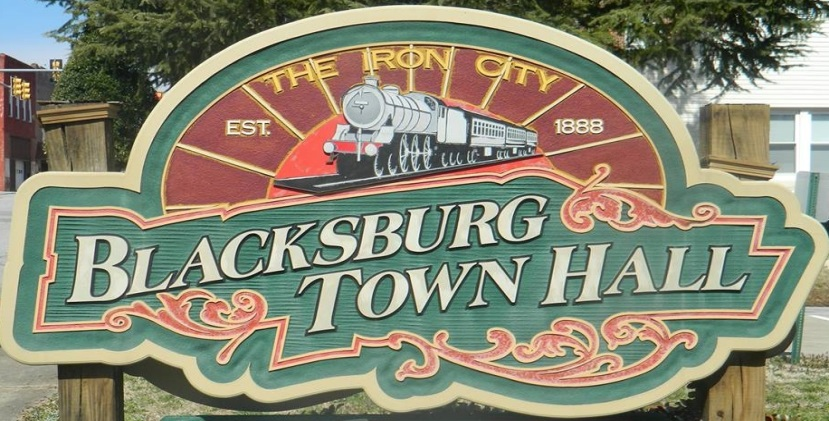 THE IRON CITY
EST. 1888
BLACKSBURG
TOWN HALL